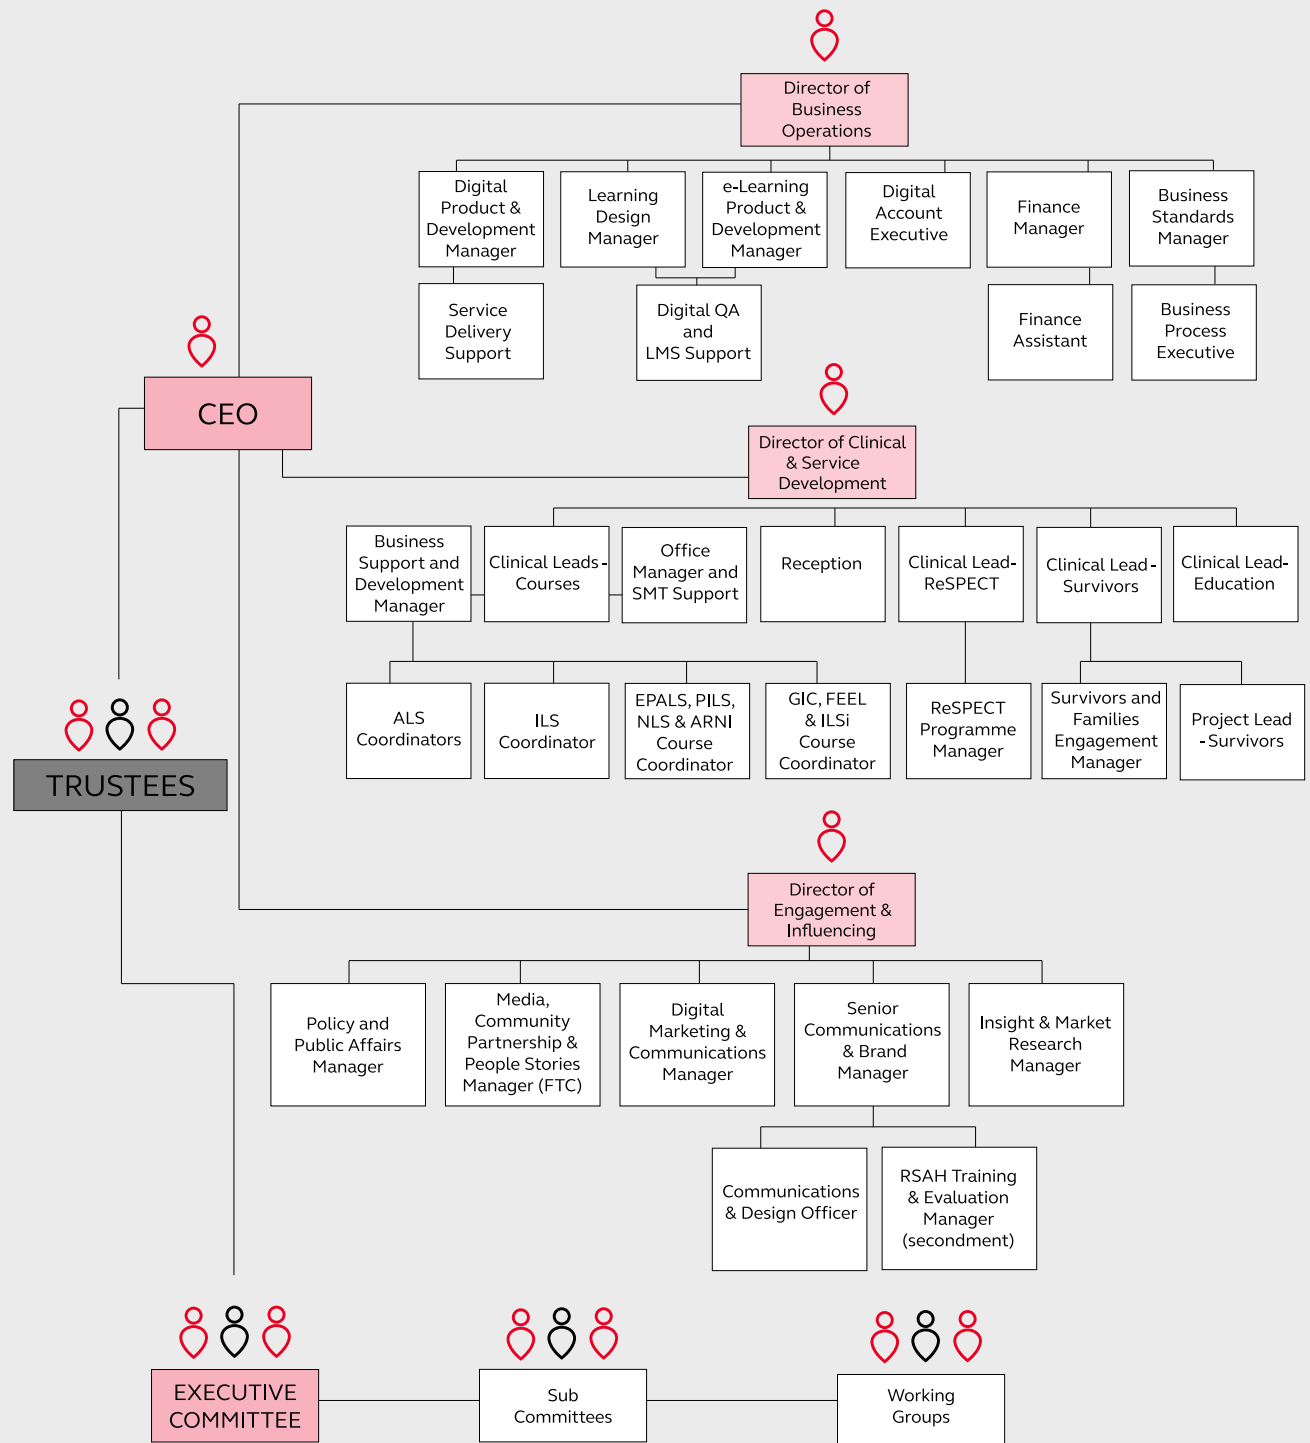 Director of
Business
Operations
Digital
Product &
Development
Manager
Learning
Design
Manager
e-Learning
Product &
Development
Manager
Digital
Account
Executive
Finance
Manager
Business
Standards
Manager
Service
Delivery
Support
Digital QA
and
LMS Support
Finance
Assistant
Business
Process
Executive
CEO
Director of Clinical
& Service
Development
Business
Support and
Development
Manager
Clinical Leads -
Courses
Office
Manager and
SMT Support
Reception
Clinical Lead-
ReSPECT
Clinical Lead -
Survivors
Clinical Lead-
Education
ALS
Coordinators
ILS
Coordinator
EPALS, PILS,
NLS & ARNI
Course
Coordinator
GIC, FEEL
& ILSi
Course
Coordinator
ReSPECT
Programme
Manager
Survivors and
Families
Engagement
Manager
Project Lead
- Survivors
TRUSTEES
Director of
Engagement &
Influencing
Policy and
Public Affairs
Manager
Media,
Community
Partnership &
People Stories
Manager (FTC)
Digital
Marketing &
Communications
Manager
Senior
Communications
& Brand
Manager
Insight & Market
Research
Manager
Communications
& Design Officer
RSAH Training
& Evaluation
Manager
(secondment)
EXECUTIVE
COMMITTEE
Sub
Committees
Working
Groups